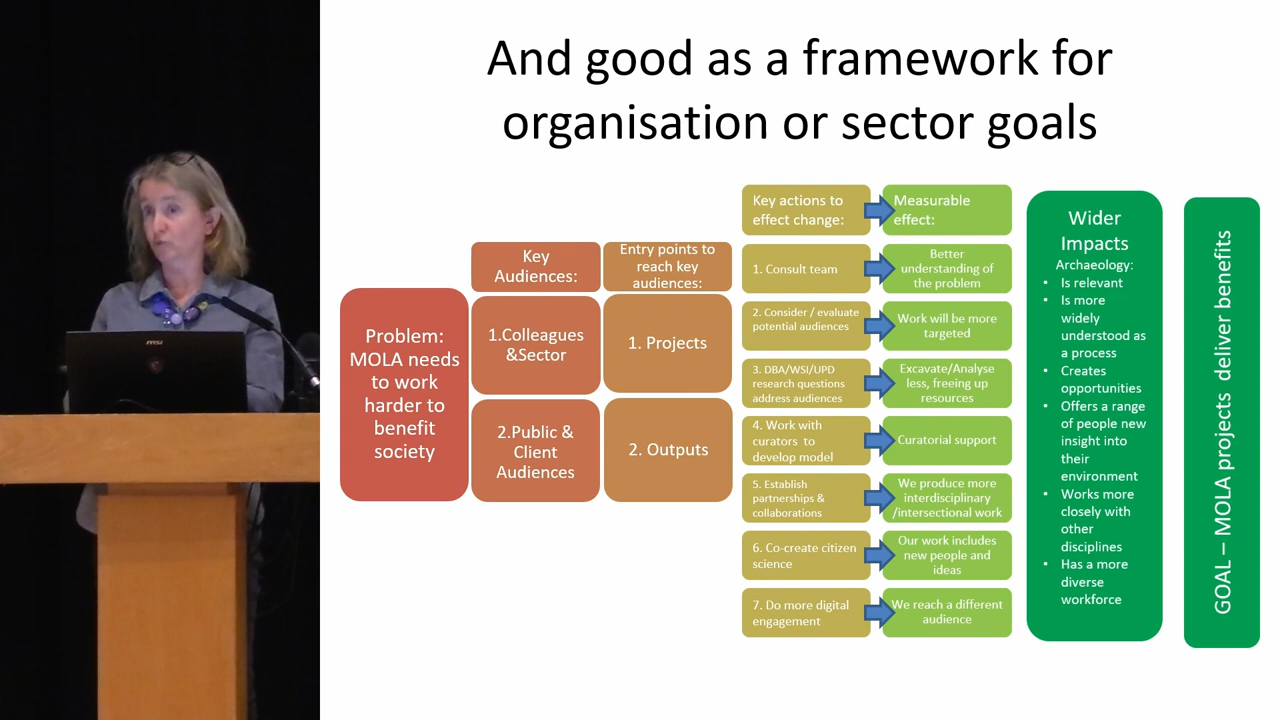 And good as a framework for
organisation or sector goals
Problem:
MOLA needs
to work
harder to
benefit
society
Key
Audiences:
1.Colleagues
&Sector
2.Public &
Client
Audiences
Entry points to
reach key
audiences:
1. Projects
2. Outputs
Key actions to
effect change:
Measurable
effect:
1. Consult team
Better
understanding of
the problem
2. Consider / evaluate
potential audiences
Work will be more
targeted
3. DBA/WSI/UPD
research questions
address audiences
Excavate/Analyse
less, freeing up
resources
4. Work with
curators to
develop model
Curatorial support
5. Establish
partnerships &
collaborations
We produce more
interdisciplinary
/intersectional work
6. Co-create citizen
science
Our work includes
new people and
ideas
7. Do more digital
engagement
We reach a different
audience
Wider
Impacts
Archaeology:
• Is relevant
• Is more
widely
understood as
a process
• Creates
opportunities
• Offers a range
of people new
insight into
their
environment
• Works more
closely with
other
disciplines
• Has a more
diverse
workforce
GOAL – MOLA projects deliver benefits
msi